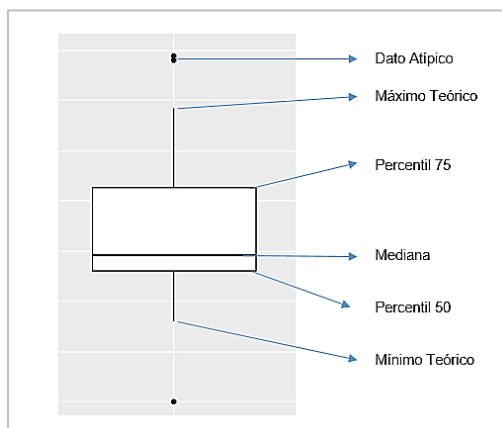 Dato Atípico
Máximo Teórico
Percentil 75
Mediana
Percentil 50
Mínimo Teórico